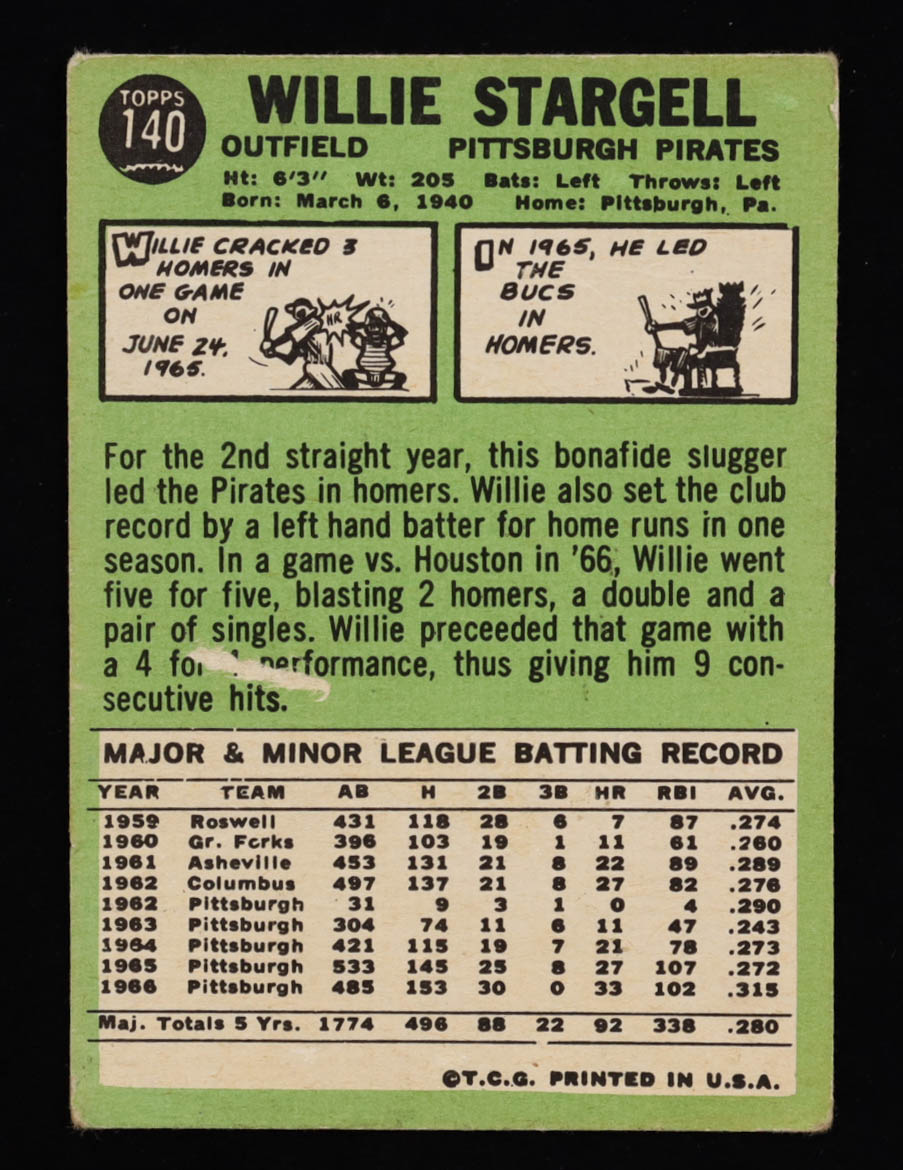 TOPPS
140
WILLIE STARGELL
OUTFIELD PITTSBURGH PIRATES
Ht: 6'3" Wt: 205 Bats: Left Throws: Left
Born: March 6, 1940 Home: Pittsburgh, Pa.
WILLIE CRACKED 3
HOMERS IN
ONE GAME
ON
JUNE 24,
1965.
HR
IN 1965, HE LED
THE
BUCS
IN
HOMERS.
For the 2nd straight year, this bonafide slugger
led the Pirates in homers. Willie also set the club
record by a left hand batter for home runs in one
season. In a game vs. Houston in '66, Willie went
five for five, blasting 2 homers, a double and a
pair of singles. Willie preceeded that game with
a 4 for performance, thus giving him 9 con-
secutive hits.
MAJOR & MINOR LEAGUE BATTING RECORD
YEAR TEAM AB H 2B 3B HR RBI AVG.
1959 Roswell 431 118 28 6 7 87 .274
1960 Gr. Forks 396 103 19 1 11 61 .260
1961 Asheville 453 131 21 8 22 89 .289
1962 Columbus 497 137 21 8 27 82 .276
1962 Pittsburgh 31 9 3 1 0 4 .290
1963 Pittsburgh 304 74 11 6 11 47 .243
1964 Pittsburgh 421 115 19 7 21 78 .273
1965 Pittsburgh 533 145 25 8 27 107 .272
1966 Pittsburgh 485 153 30 0 33 102 .315
Maj. Totals 5 Yrs. 1774 496 88 22 92 338 .280
©T.C.G. PRINTED IN U.S.A.